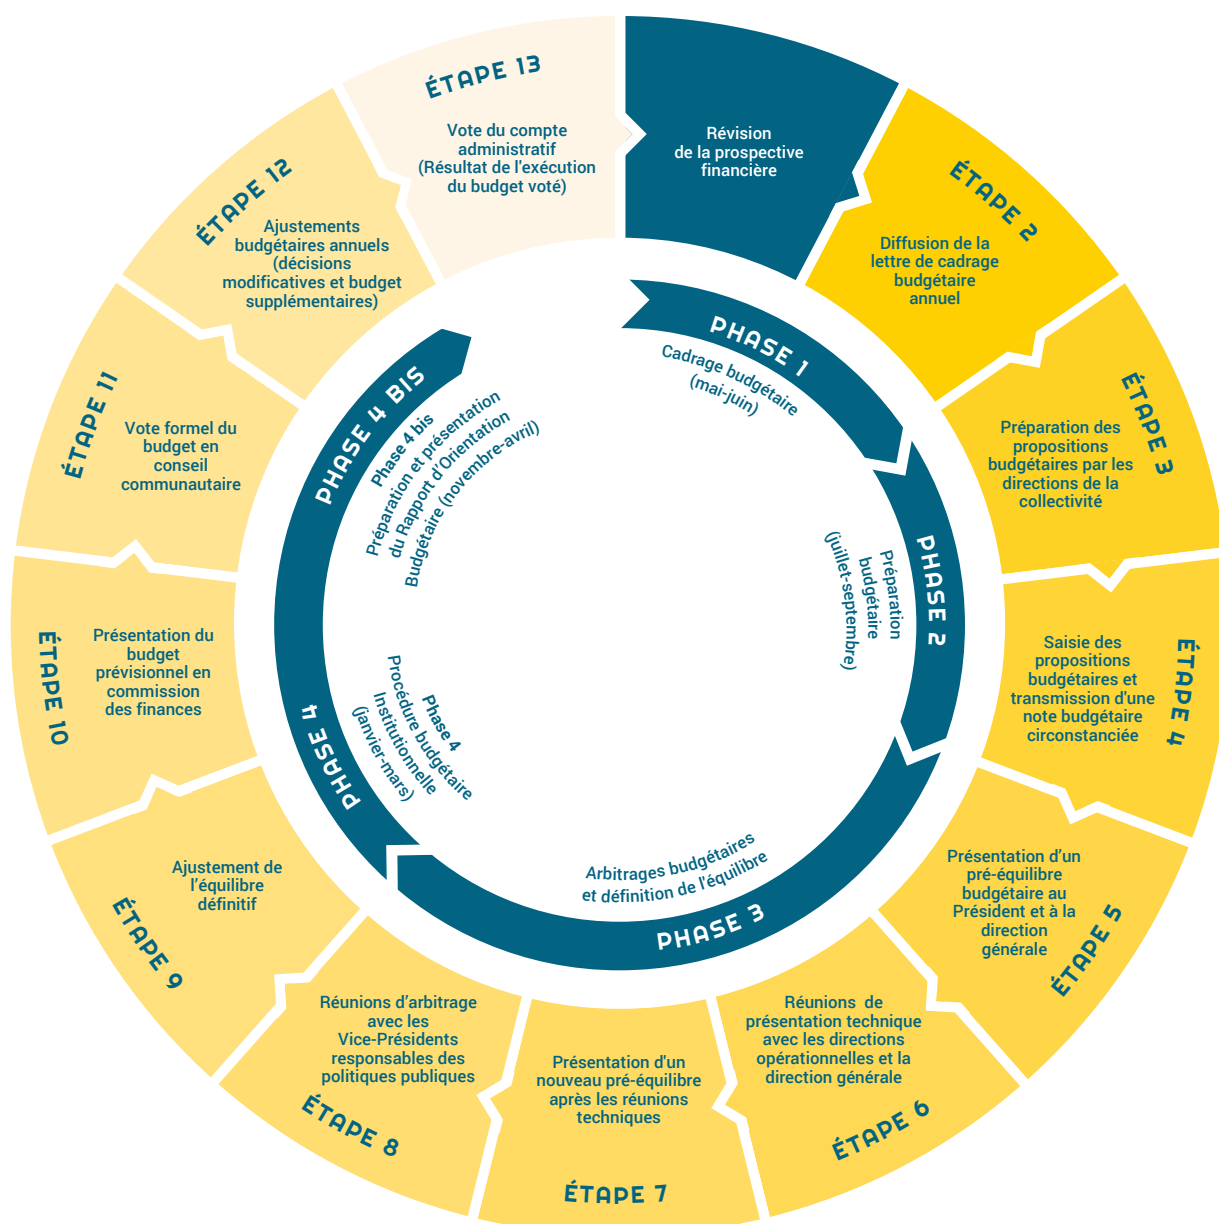 Révision
de la prospective
financière
ÉTAPE 2
Diffusion de la
lettre de cadrage
budgétaire
annuel
ÉTAPE 3
Préparation des
propositions
budgétaires par les
directions de la
collectivité
ÉTAPE 4
Saisie des
propositions
budgétaires et
transmission d'une
note budgétaire
circonstanciée
ÉTAPE 5
Présentation d'un
pré-équilibre
budgétaire au
Président et à la
direction
générale
ÉTAPE 6
Réunions de
présentation technique
avec les directions
opérationnelles et la
direction générale
ÉTAPE 7
Présentation d'un
nouveau pré-équilibre
après les réunions
techniques
ÉTAPE 8
Réunions d'arbitrage
avec les
Vice-Présidents
responsables des
politiques publiques
ÉTAPE 9
Ajustement de
l'équilibre
définitif
ÉTAPE 10
Présentation du
budget
prévisionnel en
commission
des finances
ÉTAPE 11
Vote formel du
budget en
conseil
communautaire
ÉTAPE 12
Ajustements
budgétaires annuels
(décisions
modificatives et budget
supplémentaires)
ÉTAPE 13
Vote du compte
administratif
(Résultat de l'exécution
du budget voté)
PHASE 1
Cadrage budgétaire
(mai-juin)
PHASE 2
Préparation
budgétaire
(juillet-septembre)
PHASE 3
Arbitrages budgétaires
et définition de l'équilibre
PHASE 4
Phase 4
Procédure budgétaire
Institutionnelle
(janvier-mars)
PHASE 4 BIS
Phase 4 bis
Préparation et présentation
du Rapport d'Orientation
Budgétaire (novembre-avril)